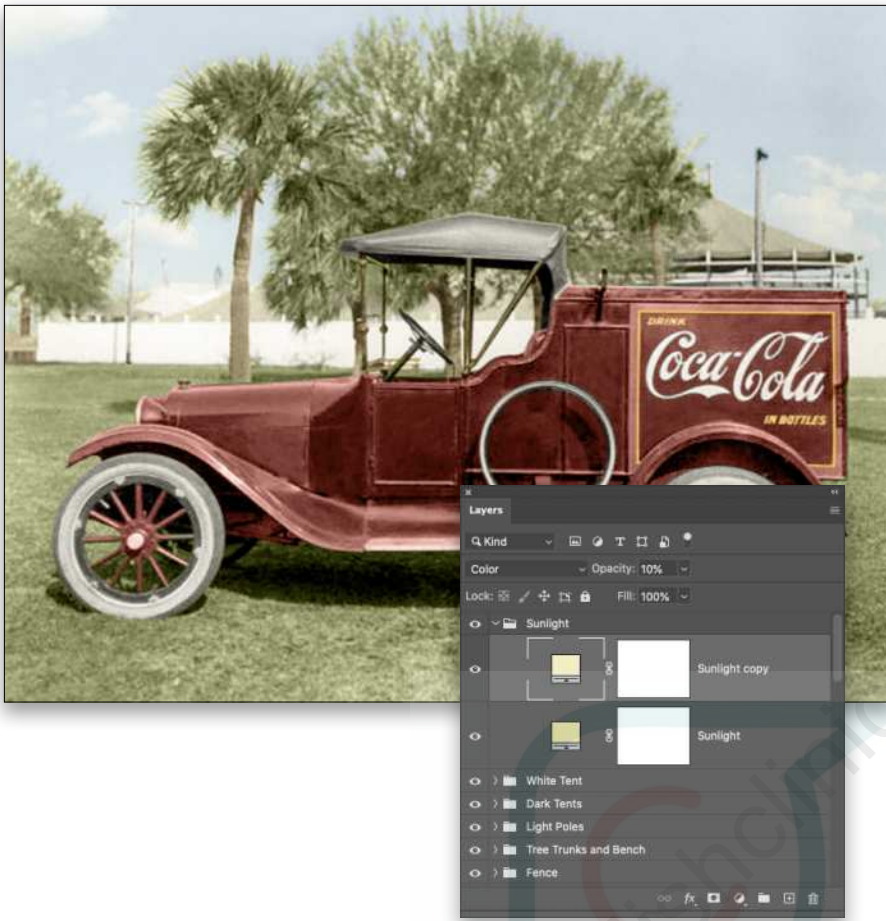 DRINK
Coca-Cola
IN BOTTLES
Layers
Kind
Color Opacity: 10%
Lock: Fill: 100%
Sunlight
Sunlight copy
Sunlight
White Tent
Dark Tents
Light Poles
Tree Trunks and Bench
Fence
fx